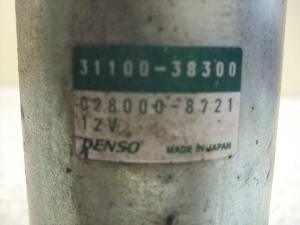 31100-38300
028000-8721
12V
DENSO MADE IN JAPAN